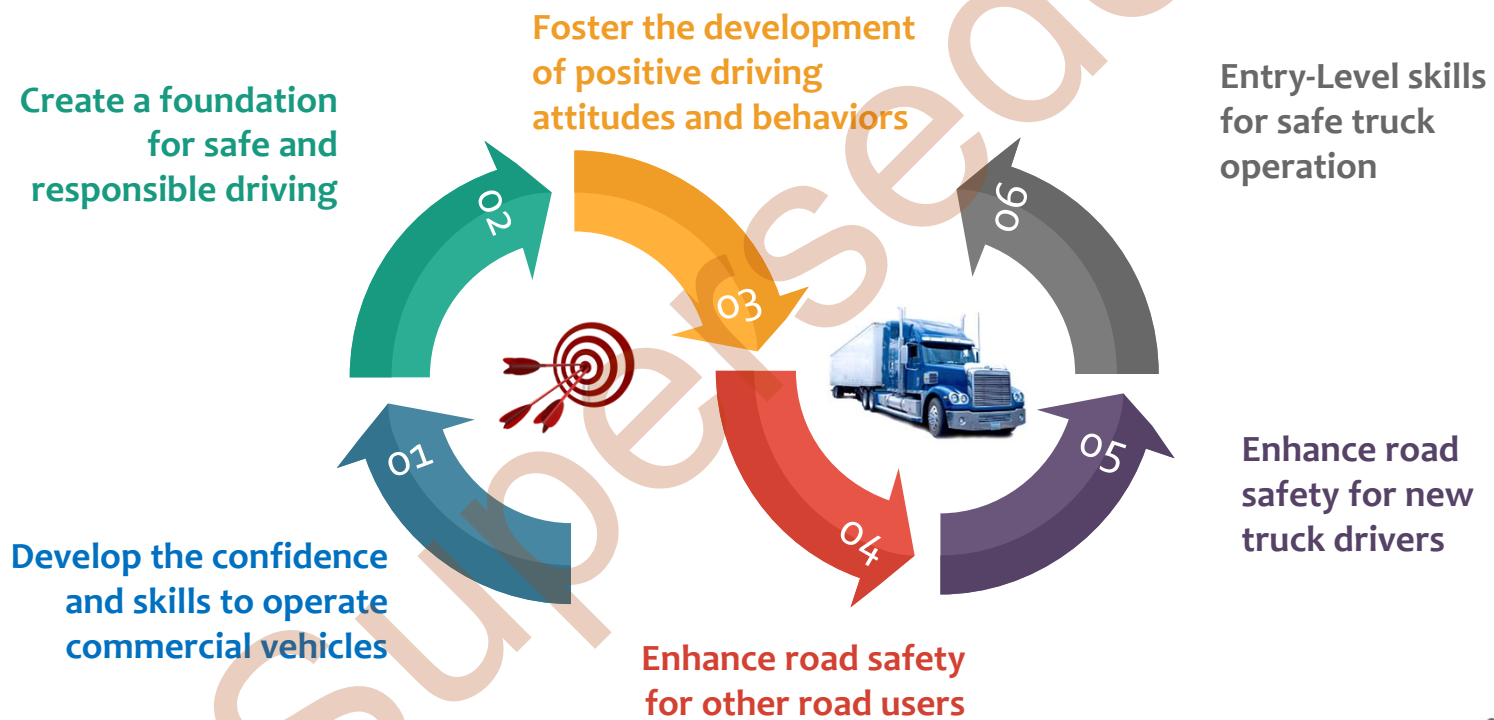 Create a foundation
for safe and
responsible driving
02
Foster the development
of positive driving
attitudes and behaviors
03
Entry-Level skills
for safe truck
operation
06
01
Develop the confidence
and skills to operate
commercial vehicles
04
Enhance road safety
for other road users
05
Enhance road
safety for new
truck drivers
Supersede